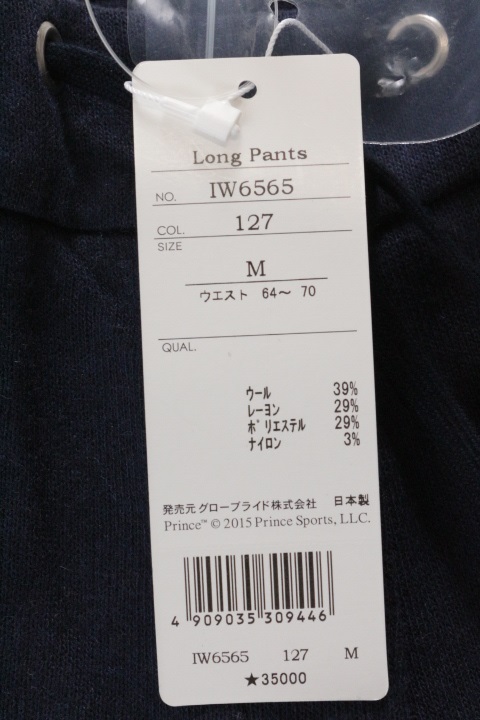 Long Pants
NO. IW6565
COL. 127
SIZE
M
ウエスト 64〜 70
QUAL.
ウール 39%
レーヨン 29%
ポリエステル 29%
ナイロン 3%
発売元 グローブライド株式会社 日本製
Prince™ © 2015 Prince Sports, LLC.
4 909035 309446
IW6565 127 M
★35000